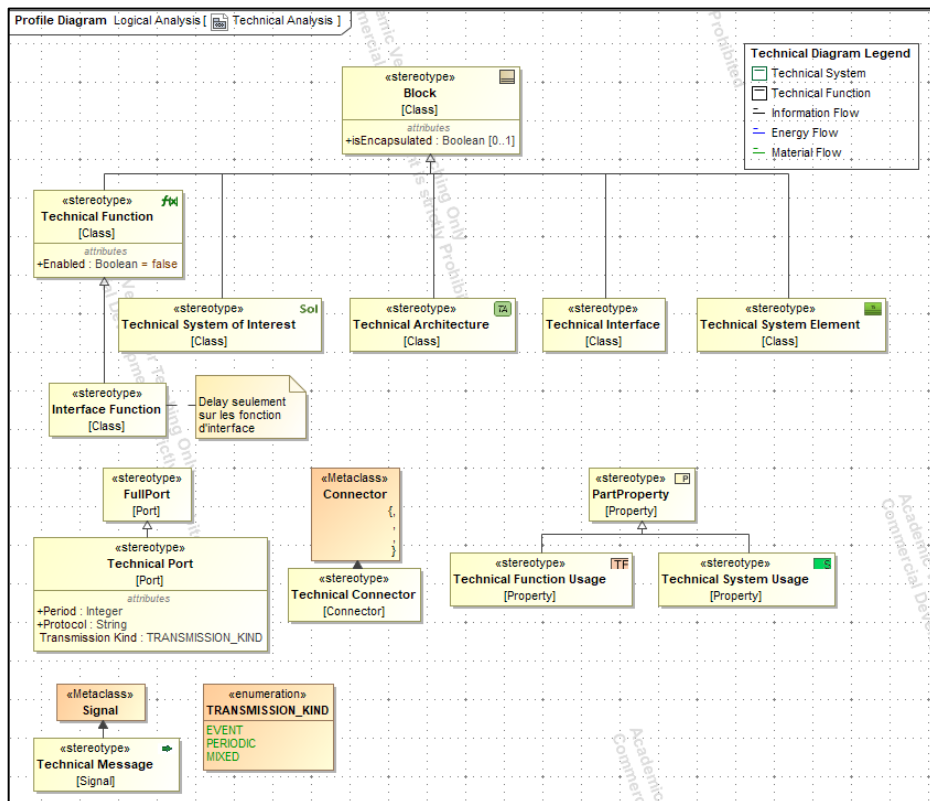 Profile Diagram Logical Analysis [ Technical Analysis ]
Technical Diagram Legend
Technical System
Technical Function
Information Flow
Energy Flow
Material Flow
«stereotype»
Block
[Class]
attributes
+isEncapsulated : Boolean [0..1]
«stereotype»
Technical Function
[Class]
attributes
+Enabled : Boolean = false
«stereotype»
SoI
Technical System of Interest
[Class]
«stereotype»
TA
Technical Architecture
[Class]
«stereotype»
Technical Interface
[Class]
«stereotype»
Technical System Element
[Class]
«stereotype»
Interface Function
[Class]
Delay seulement
sur les fonction
d'interface
«stereotype»
FullPort
[Port]
«stereotype»
Technical Port
[Port]
attributes
+Period : Integer
+Protocol : String
Transmission Kind : TRANSMISSION_KIND
«Metaclass»
Connector
{,
,
,
}
«stereotype»
Technical Connector
[Connector]
«stereotype»
P
PartProperty
[Property]
«stereotype»
TF
Technical Function Usage
[Property]
«stereotype»
S
Technical System Usage
[Property]
«Metaclass»
Signal
«stereotype»
Technical Message
[Signal]
«enumeration»
TRANSMISSION_KIND
EVENT
PERIODIC
MIXED